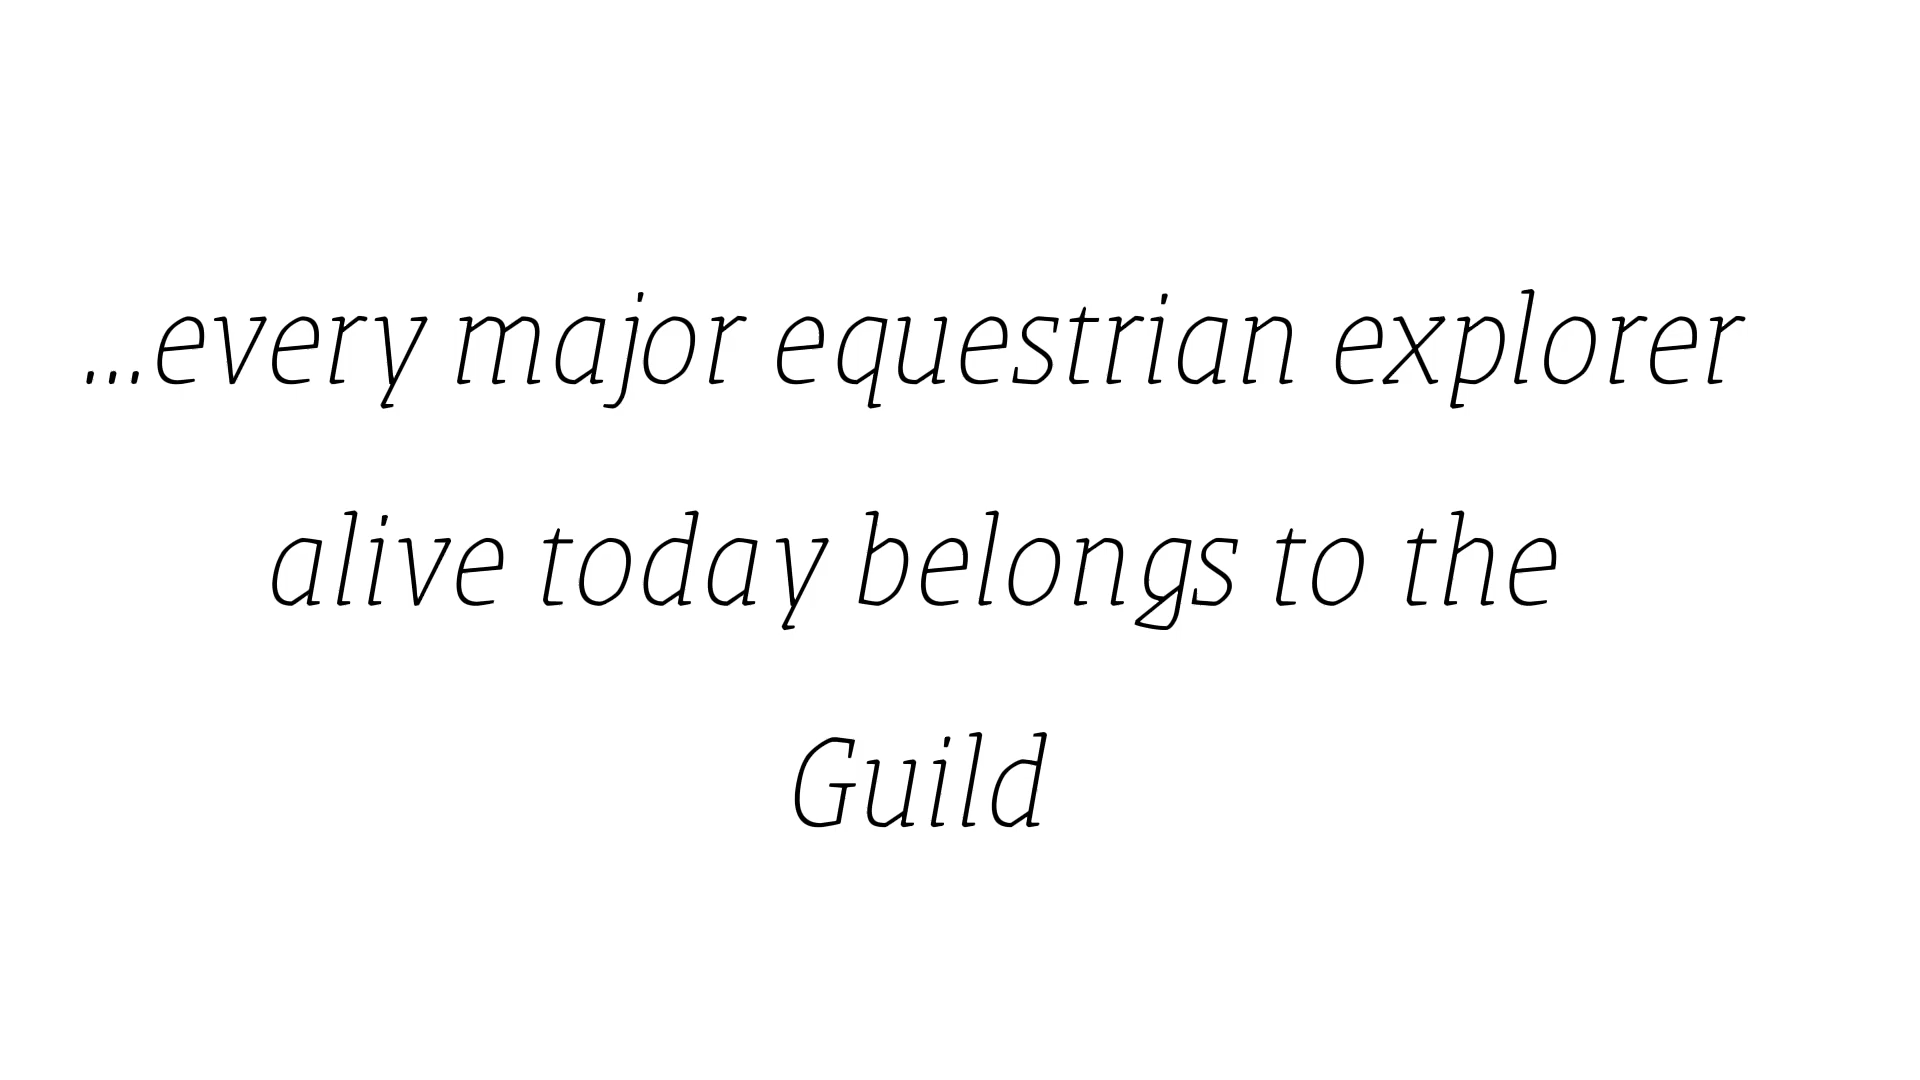 ...every major equestrian explorer
alive today belongs to the
Guild